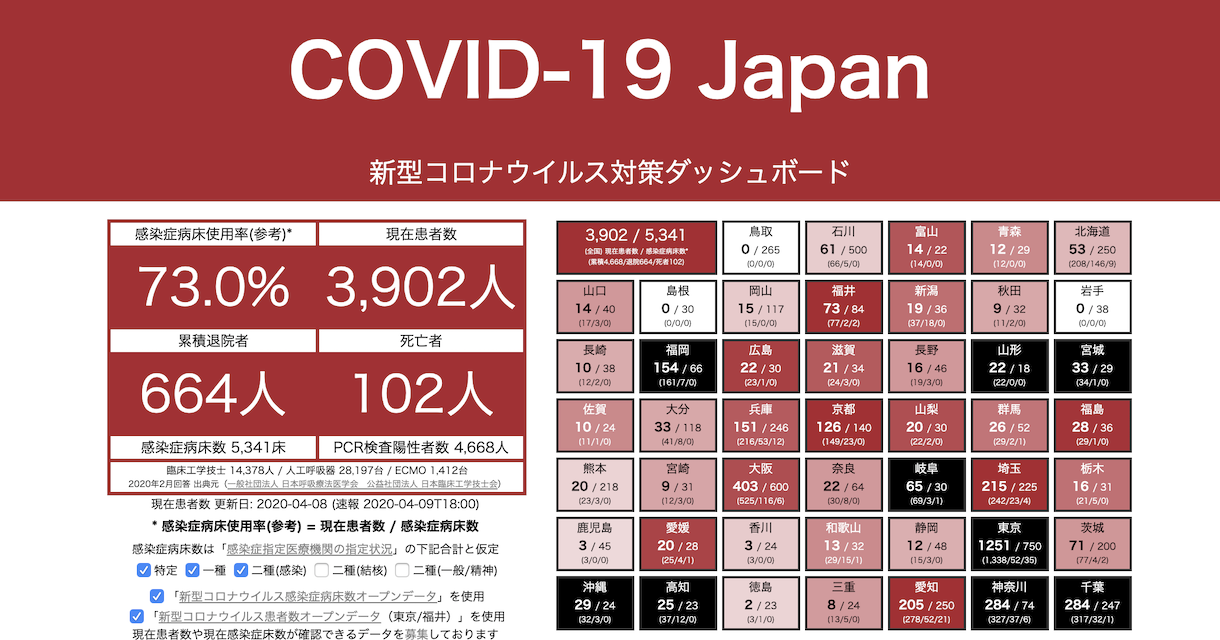 COVID-19 Japan
新型コロナウイルス対策ダッシュボード
感染症病床使用率(参考)*
現在患者数
73.0%
3,902人
累積退院者
死亡者
664人
102人
感染症病床数 5,341床
PCR検査陽性者数 4,668人
臨床工学技士 14,378人 / 人工呼吸器 28,197台 / ECMO 1,412台
2020年2月回答 出典元（一般社団法人 日本呼吸療法医学会　公益社団法人 日本臨床工学技士会）
現在患者数 更新日: 2020-04-08 (速報 2020-04-09T18:00)
* 感染症病床使用率(参考) = 現在患者数 / 感染症病床数
感染症病床数は「感染症指定医療機関の指定状況」の下記合計と仮定
特定 一種 二種(感染) 二種(結核) 二種(一般/精神)
「新型コロナウイルス感染症病床数オープンデータ」を使用
「新型コロナウイルス患者数オープンデータ（東京/福井）」を使用
現在患者数や現在感染症床数が確認できるデータを募集しております
3,902 / 5,341
(全国) 現在患者数 / 感染症病床数*
(累積4,668/退院664/死者102)
鳥取
0 / 265
(0/0/0)
石川
61 / 500
(66/5/0)
富山
14 / 22
(14/0/0)
青森
12 / 29
(12/0/0)
北海道
53 / 250
(208/146/9)
山口
14 / 40
(17/3/0)
島根
0 / 30
(0/0/0)
岡山
15 / 117
(15/0/0)
福井
73 / 84
(77/2/2)
新潟
19 / 36
(37/18/0)
秋田
9 / 32
(11/2/0)
岩手
0 / 38
(0/0/0)
長崎
10 / 38
(12/2/0)
福岡
154 / 66
(161/7/0)
広島
22 / 30
(23/1/0)
滋賀
21 / 34
(24/3/0)
長野
16 / 46
(19/3/0)
山形
22 / 18
(22/0/0)
宮城
33 / 29
(34/1/0)
佐賀
10 / 24
(11/1/0)
大分
33 / 118
(41/8/0)
兵庫
151 / 246
(216/53/12)
京都
126 / 140
(149/23/0)
山梨
20 / 30
(22/2/0)
群馬
26 / 52
(29/2/1)
福島
28 / 36
(29/1/0)
熊本
20 / 218
(23/3/0)
宮崎
9 / 31
(12/3/0)
大阪
403 / 600
(525/116/6)
奈良
22 / 64
(30/8/0)
岐阜
65 / 30
(69/3/1)
埼玉
215 / 225
(242/23/4)
栃木
16 / 31
(21/5/0)
鹿児島
3 / 45
(3/0/0)
愛媛
20 / 28
(25/4/1)
香川
3 / 24
(3/0/0)
和歌山
13 / 32
(29/15/1)
静岡
12 / 48
(15/3/0)
東京
1251 / 750
(1,338/52/35)
茨城
71 / 200
(77/4/2)
沖縄
29 / 24
(32/3/0)
高知
25 / 23
(37/12/0)
徳島
2 / 23
(3/1/0)
三重
8 / 24
(13/5/0)
愛知
205 / 250
(278/52/21)
神奈川
284 / 74
(327/37/6)
千葉
284 / 247
(317/32/1)